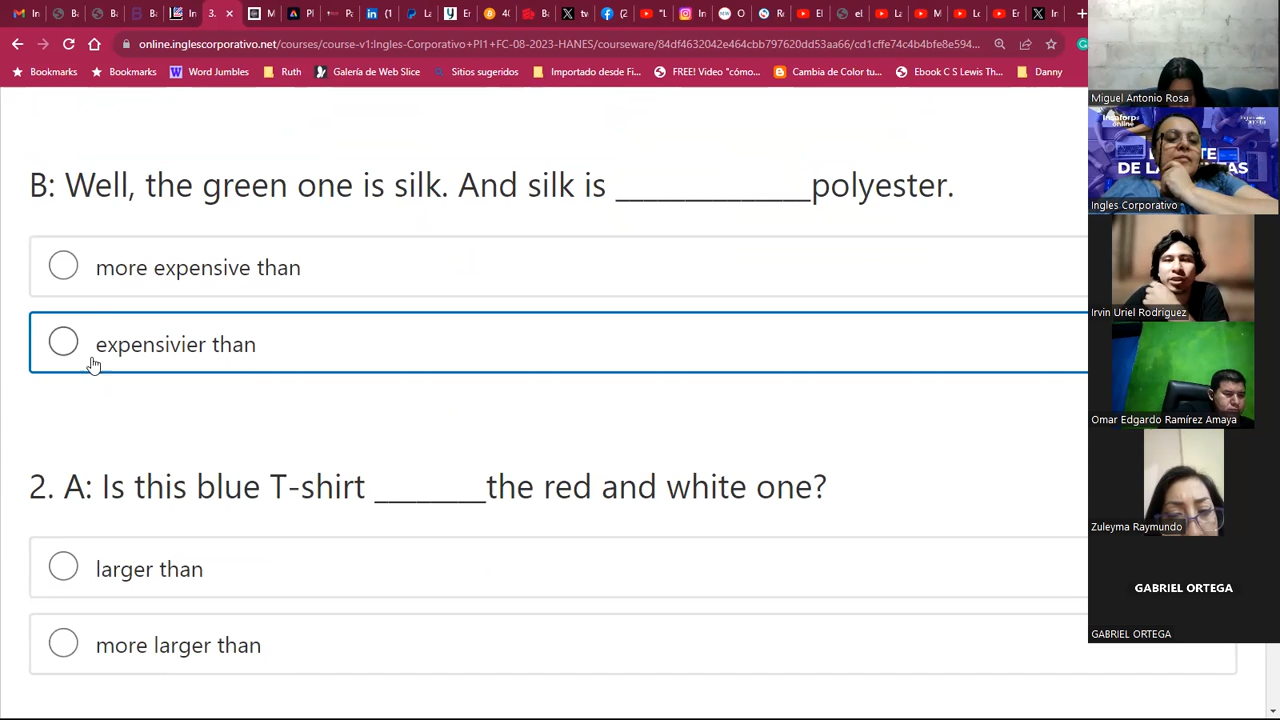 online.inglescorporativo.net/courses/course-v1:Ingles-Corporativo+PI1+FC-08-2023-HANES/courseware/84df4632042e464cbb797620dd53aa66/cd1cffe74c4b4bfe8e594...
Bookmarks Bookmarks Word Jumbles Ruth Galería de Web Slice Sitios sugeridos Importado desde Fi... FREE! Video "cómo... Cambia de Color tu... Ebook C S Lewis Th... Danny
B: Well, the green one is silk. And silk is ______________polyester.
more expensive than
expensivier than
2. A: Is this blue T-shirt ________the red and white one?
larger than
more larger than
Miguel Antonio Rosa
Ingles Corporativo
Irvin Uriel Rodriguez
Omar Edgardo Ramírez Amaya
Zuleyma Raymundo
GABRIEL ORTEGA
GABRIEL ORTEGA